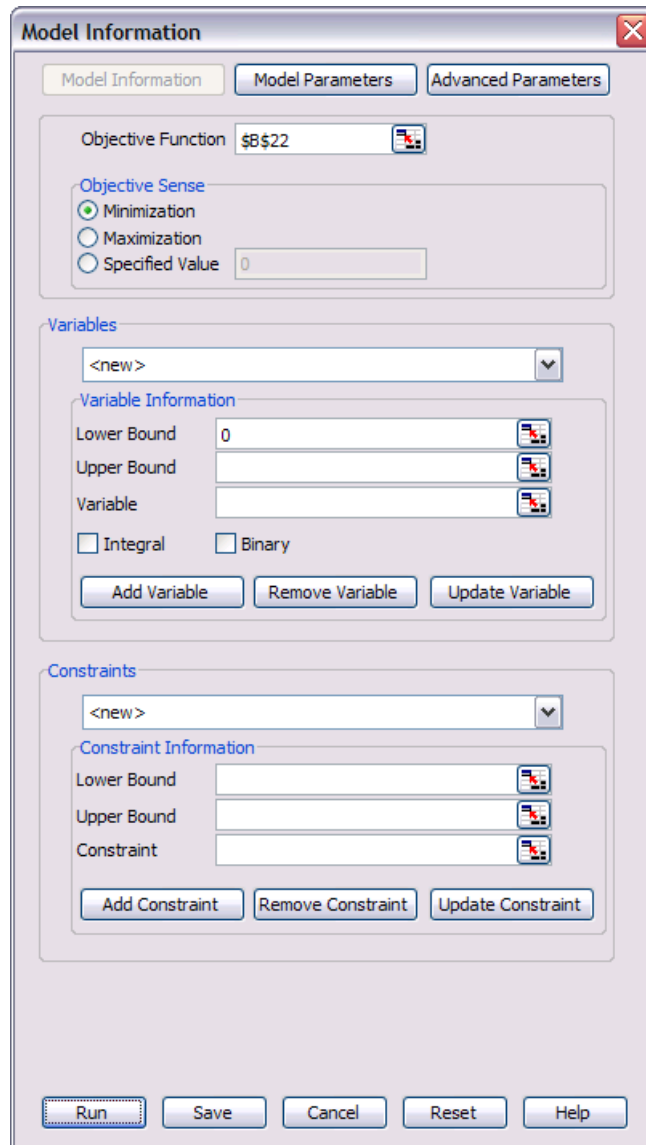 Model Information
Model Information Model Parameters Advanced Parameters
Objective Function $B$22
Objective Sense
Minimization
Maximization
Specified Value 0
Variables
<new>
Variable Information
Lower Bound 0
Upper Bound
Variable
Integral Binary
Add Variable Remove Variable Update Variable
Constraints
<new>
Constraint Information
Lower Bound
Upper Bound
Constraint
Add Constraint Remove Constraint Update Constraint
Run Save Cancel Reset Help